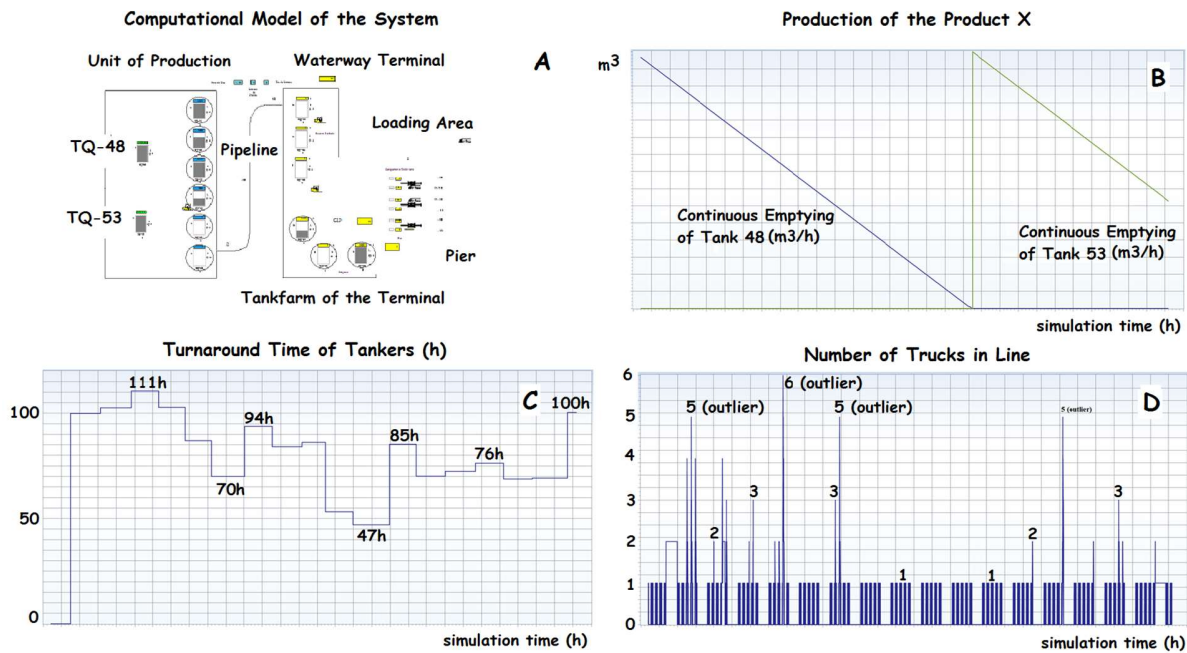 Computational Model of the System
Unit of Production
Waterway Terminal
A
TQ-48
Pipeline
Loading Area
TQ-53
Pier
Tankfarm of the Terminal
Production of the Product X
m3
B
Continuous Emptying
of Tank 48 (m3/h)
Continuous Emptying
of Tank 53 (m3/h)
simulation time (h)
Turnaround Time of Tankers (h)
C
100
50
0
111h
70h
94h
47h
85h
76h
100h
simulation time (h)
Number of Trucks in Line
D
6
5
4
3
2
1
0
5 (outlier)
2
3
6 (outlier)
3
5 (outlier)
1
1
2
5 (outlier)
3
simulation time (h)